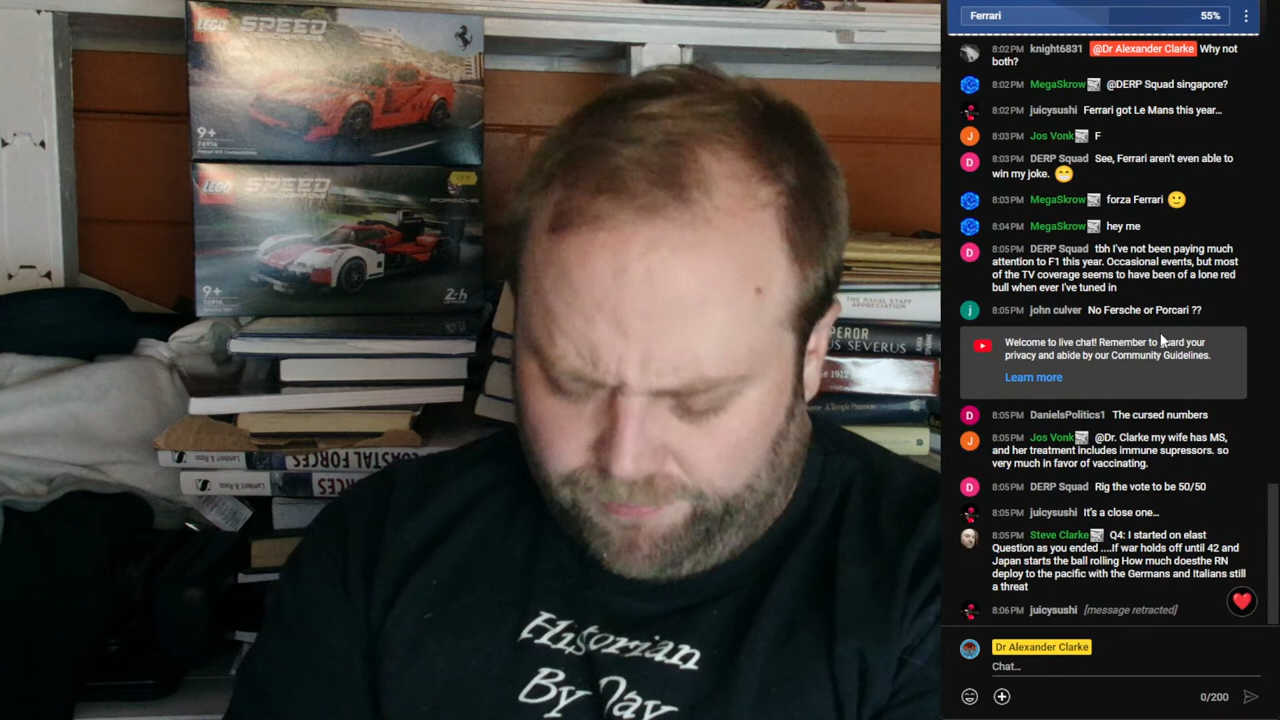 LEGO SPEED CHAMPIONS
9+
LEGO SPEED
9+
24h
PORSCHE
COASTAL FORCES
THE NAVAL STAFF
APPRECIATION
Historian
By Day
Ferrari
55%
8:02 PM knight6831 @Dr Alexander Clarke Why not
both?
8:02 PM MegaSkrow @DERP Squad singapore?
8:02 PM juicysushi Ferrari got Le Mans this year...
8:03 PM Jos Vonk F
8:03 PM DERP Squad See, Ferrari aren't even able to
win my joke.
8:03 PM MegaSkrow forza Ferrari
8:04 PM MegaSkrow hey me
8:05 PM DERP Squad tbh I've not been paying much
attention to F1 this year. Occasional events, but most
of the TV coverage seems to have been of a lone red
bull when ever I've tuned in
8:05 PM john culver No Fersche or Porcari ??
Welcome to live chat! Remember to guard your
privacy and abide by our Community Guidelines.
Learn more
8:05 PM DanielsPolitics1 The cursed numbers
8:05 PM Jos Vonk @Dr. Clarke my wife has MS,
and her treatment includes immune supressors. so
very much in favor of vaccinating.
8:05 PM DERP Squad Rig the vote to be 50/50
8:05 PM juicysushi It's a close one...
8:05 PM Steve Clarke Q4: I started on elast
Question as you ended ....If war holds off until 42 and
Japan starts the ball rolling How much doesthe RN
deploy to the pacific with the Germans and Italians still
a threat
8:06 PM juicysushi [message retracted]
Dr Alexander Clarke
Chat...
0/200